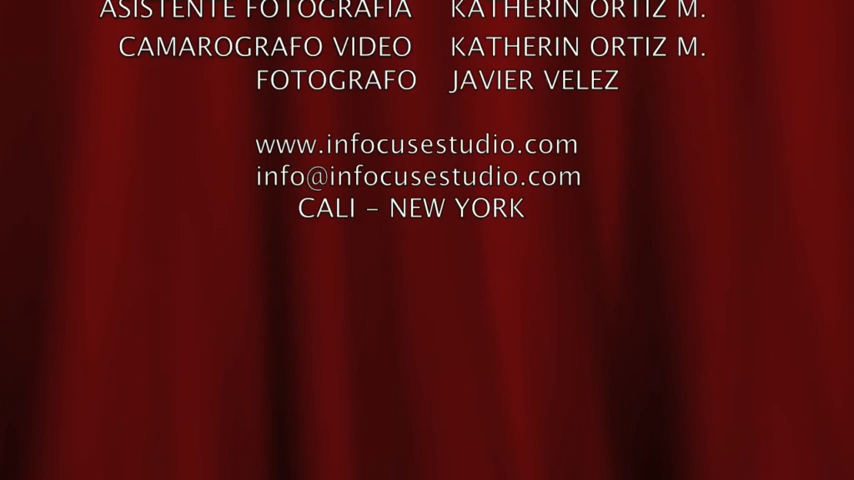 ASISTENTE FOTOGRAFIA KATHERIN ORTIZ M.
CAMAROGRAFO VIDEO KATHERIN ORTIZ M.
FOTOGRAFO JAVIER VELEZ
www.infocusestudio.com
info@infocusestudio.com
CALI – NEW YORK